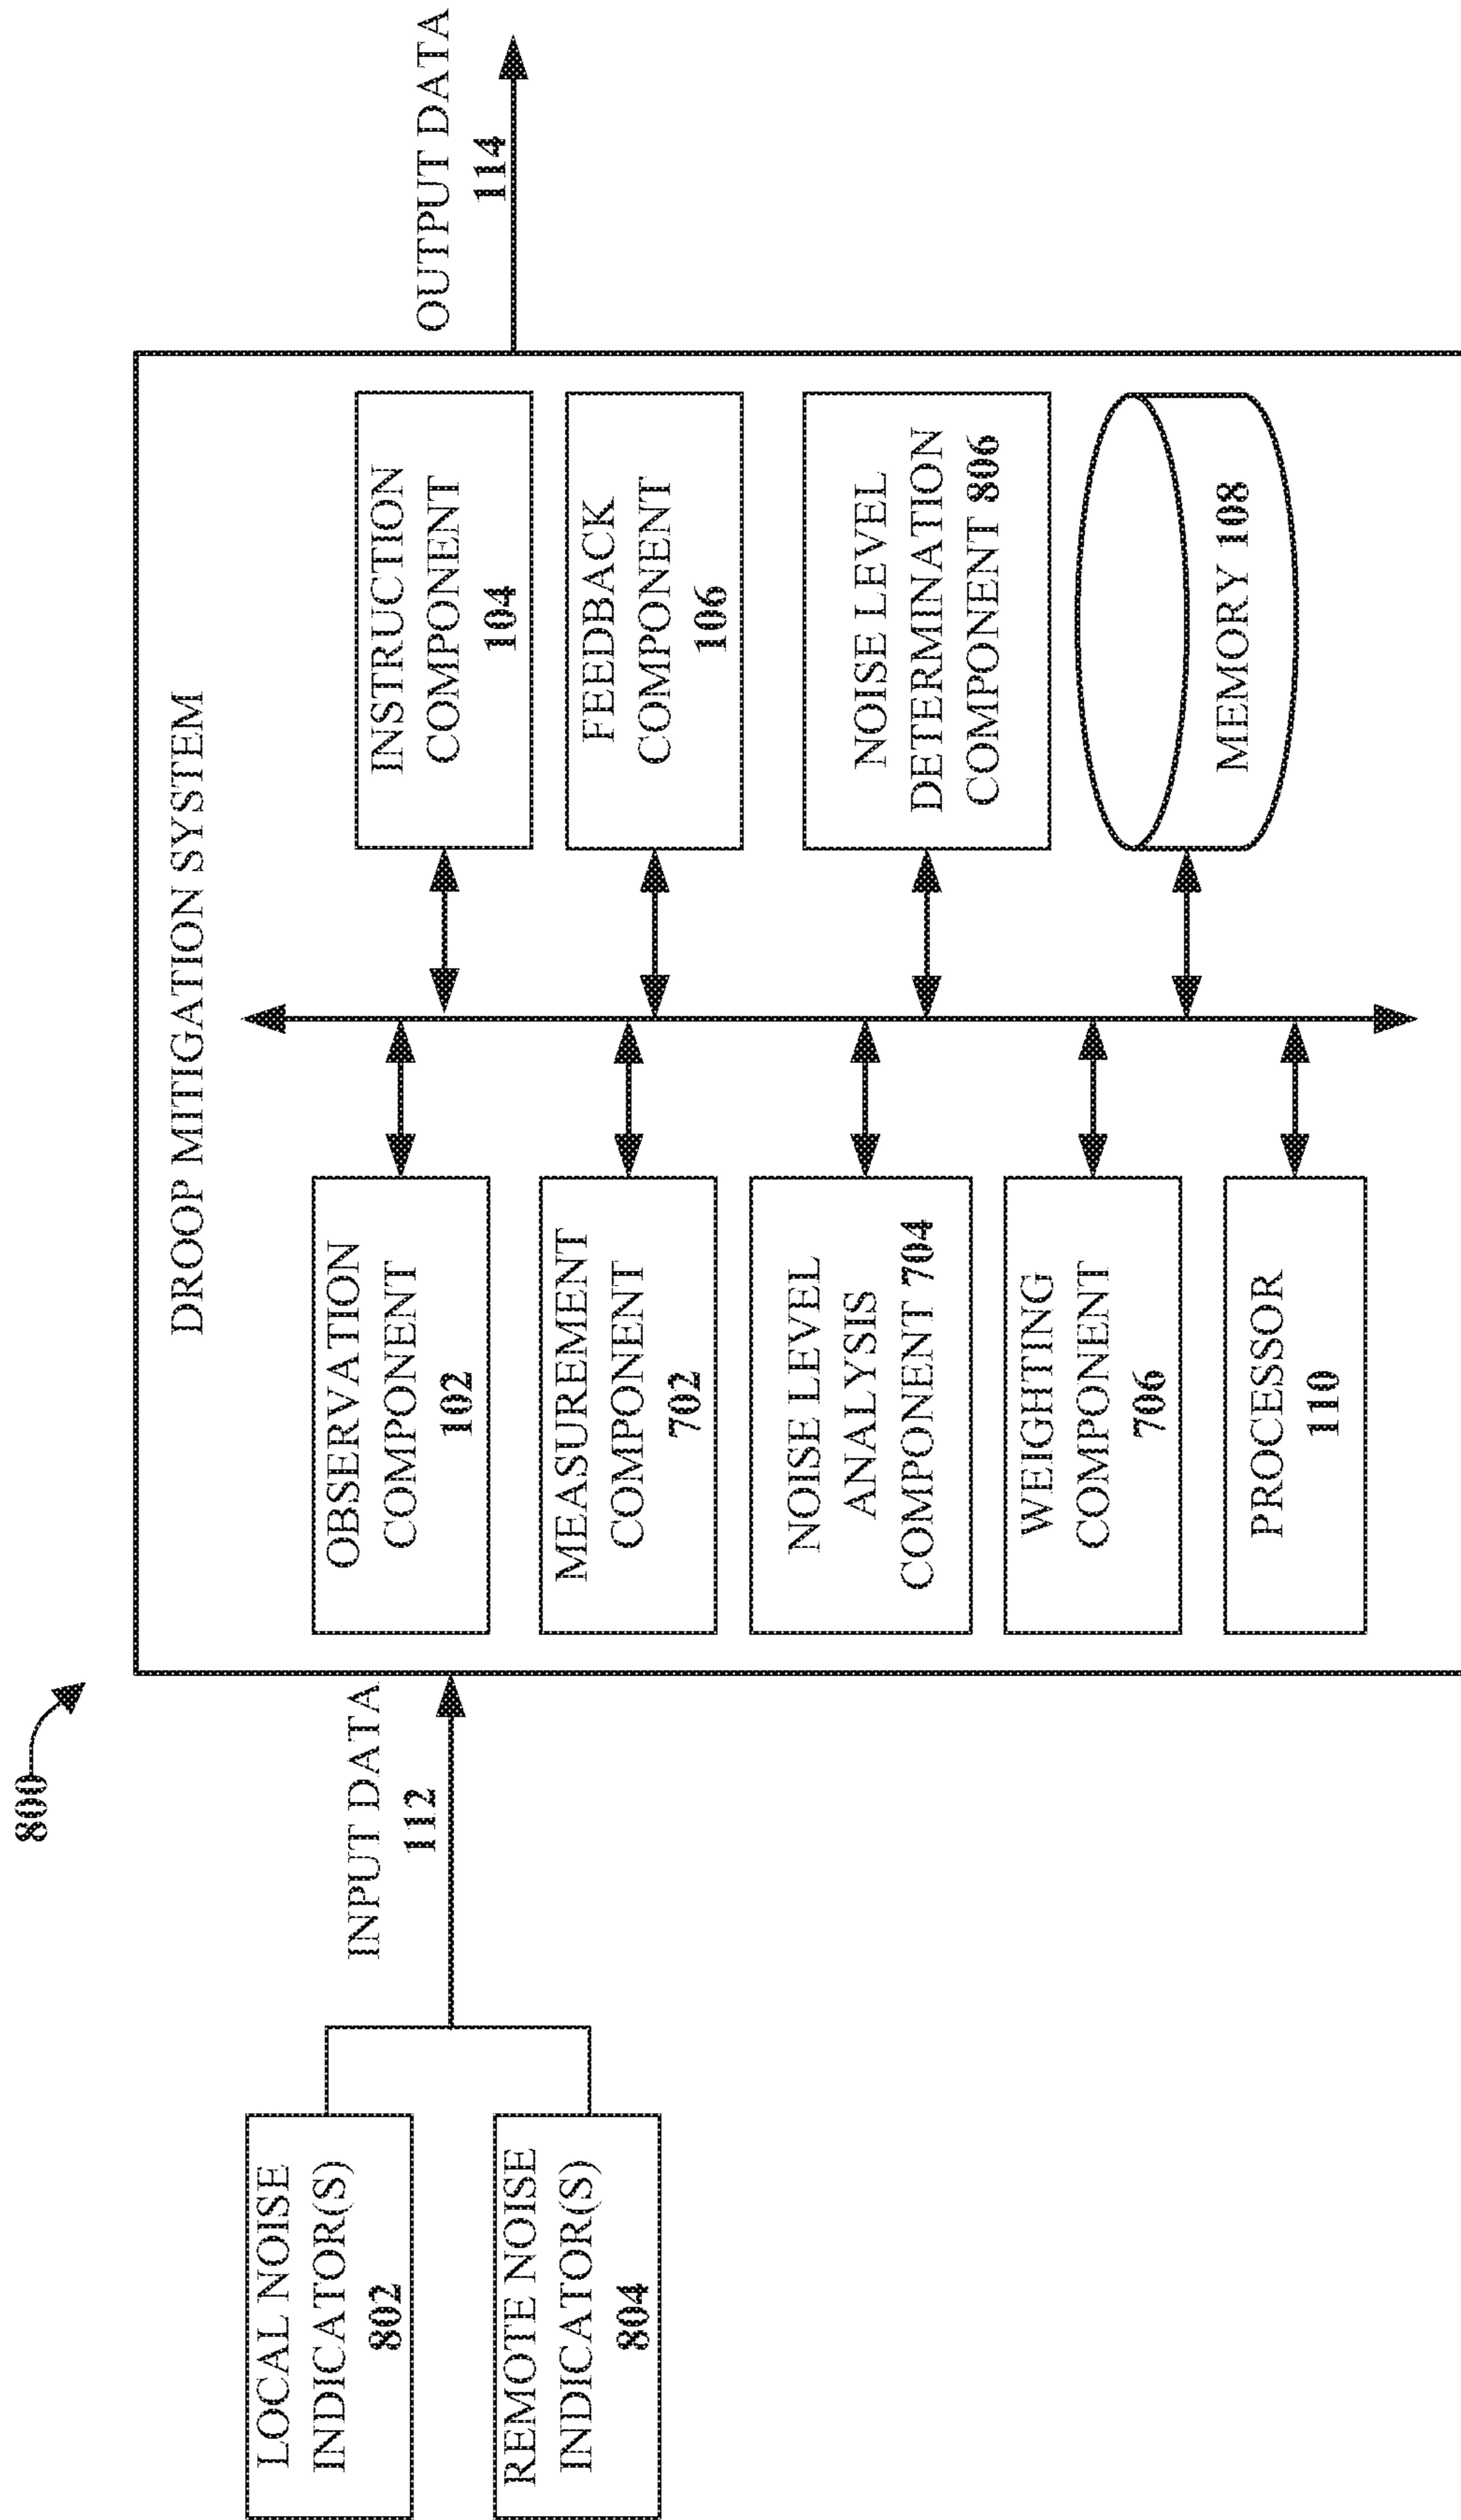 800
DROOP MITIGATION SYSTEM
LOCAL NOISE
INDICATOR(S)
802
REMOTE NOISE
INDICATOR(S)
804
INPUT DATA
112
OBSERVATION
COMPONENT
102
MEASUREMENT
COMPONENT
702
NOISE LEVEL
ANALYSIS
COMPONENT 704
WEIGHTING
COMPONENT
706
PROCESSOR
110
INSTRUCTION
COMPONENT
104
FEEDBACK
COMPONENT
106
NOISE LEVEL
DETERMINATION
COMPONENT 806
MEMORY 108
OUTPUT DATA
114